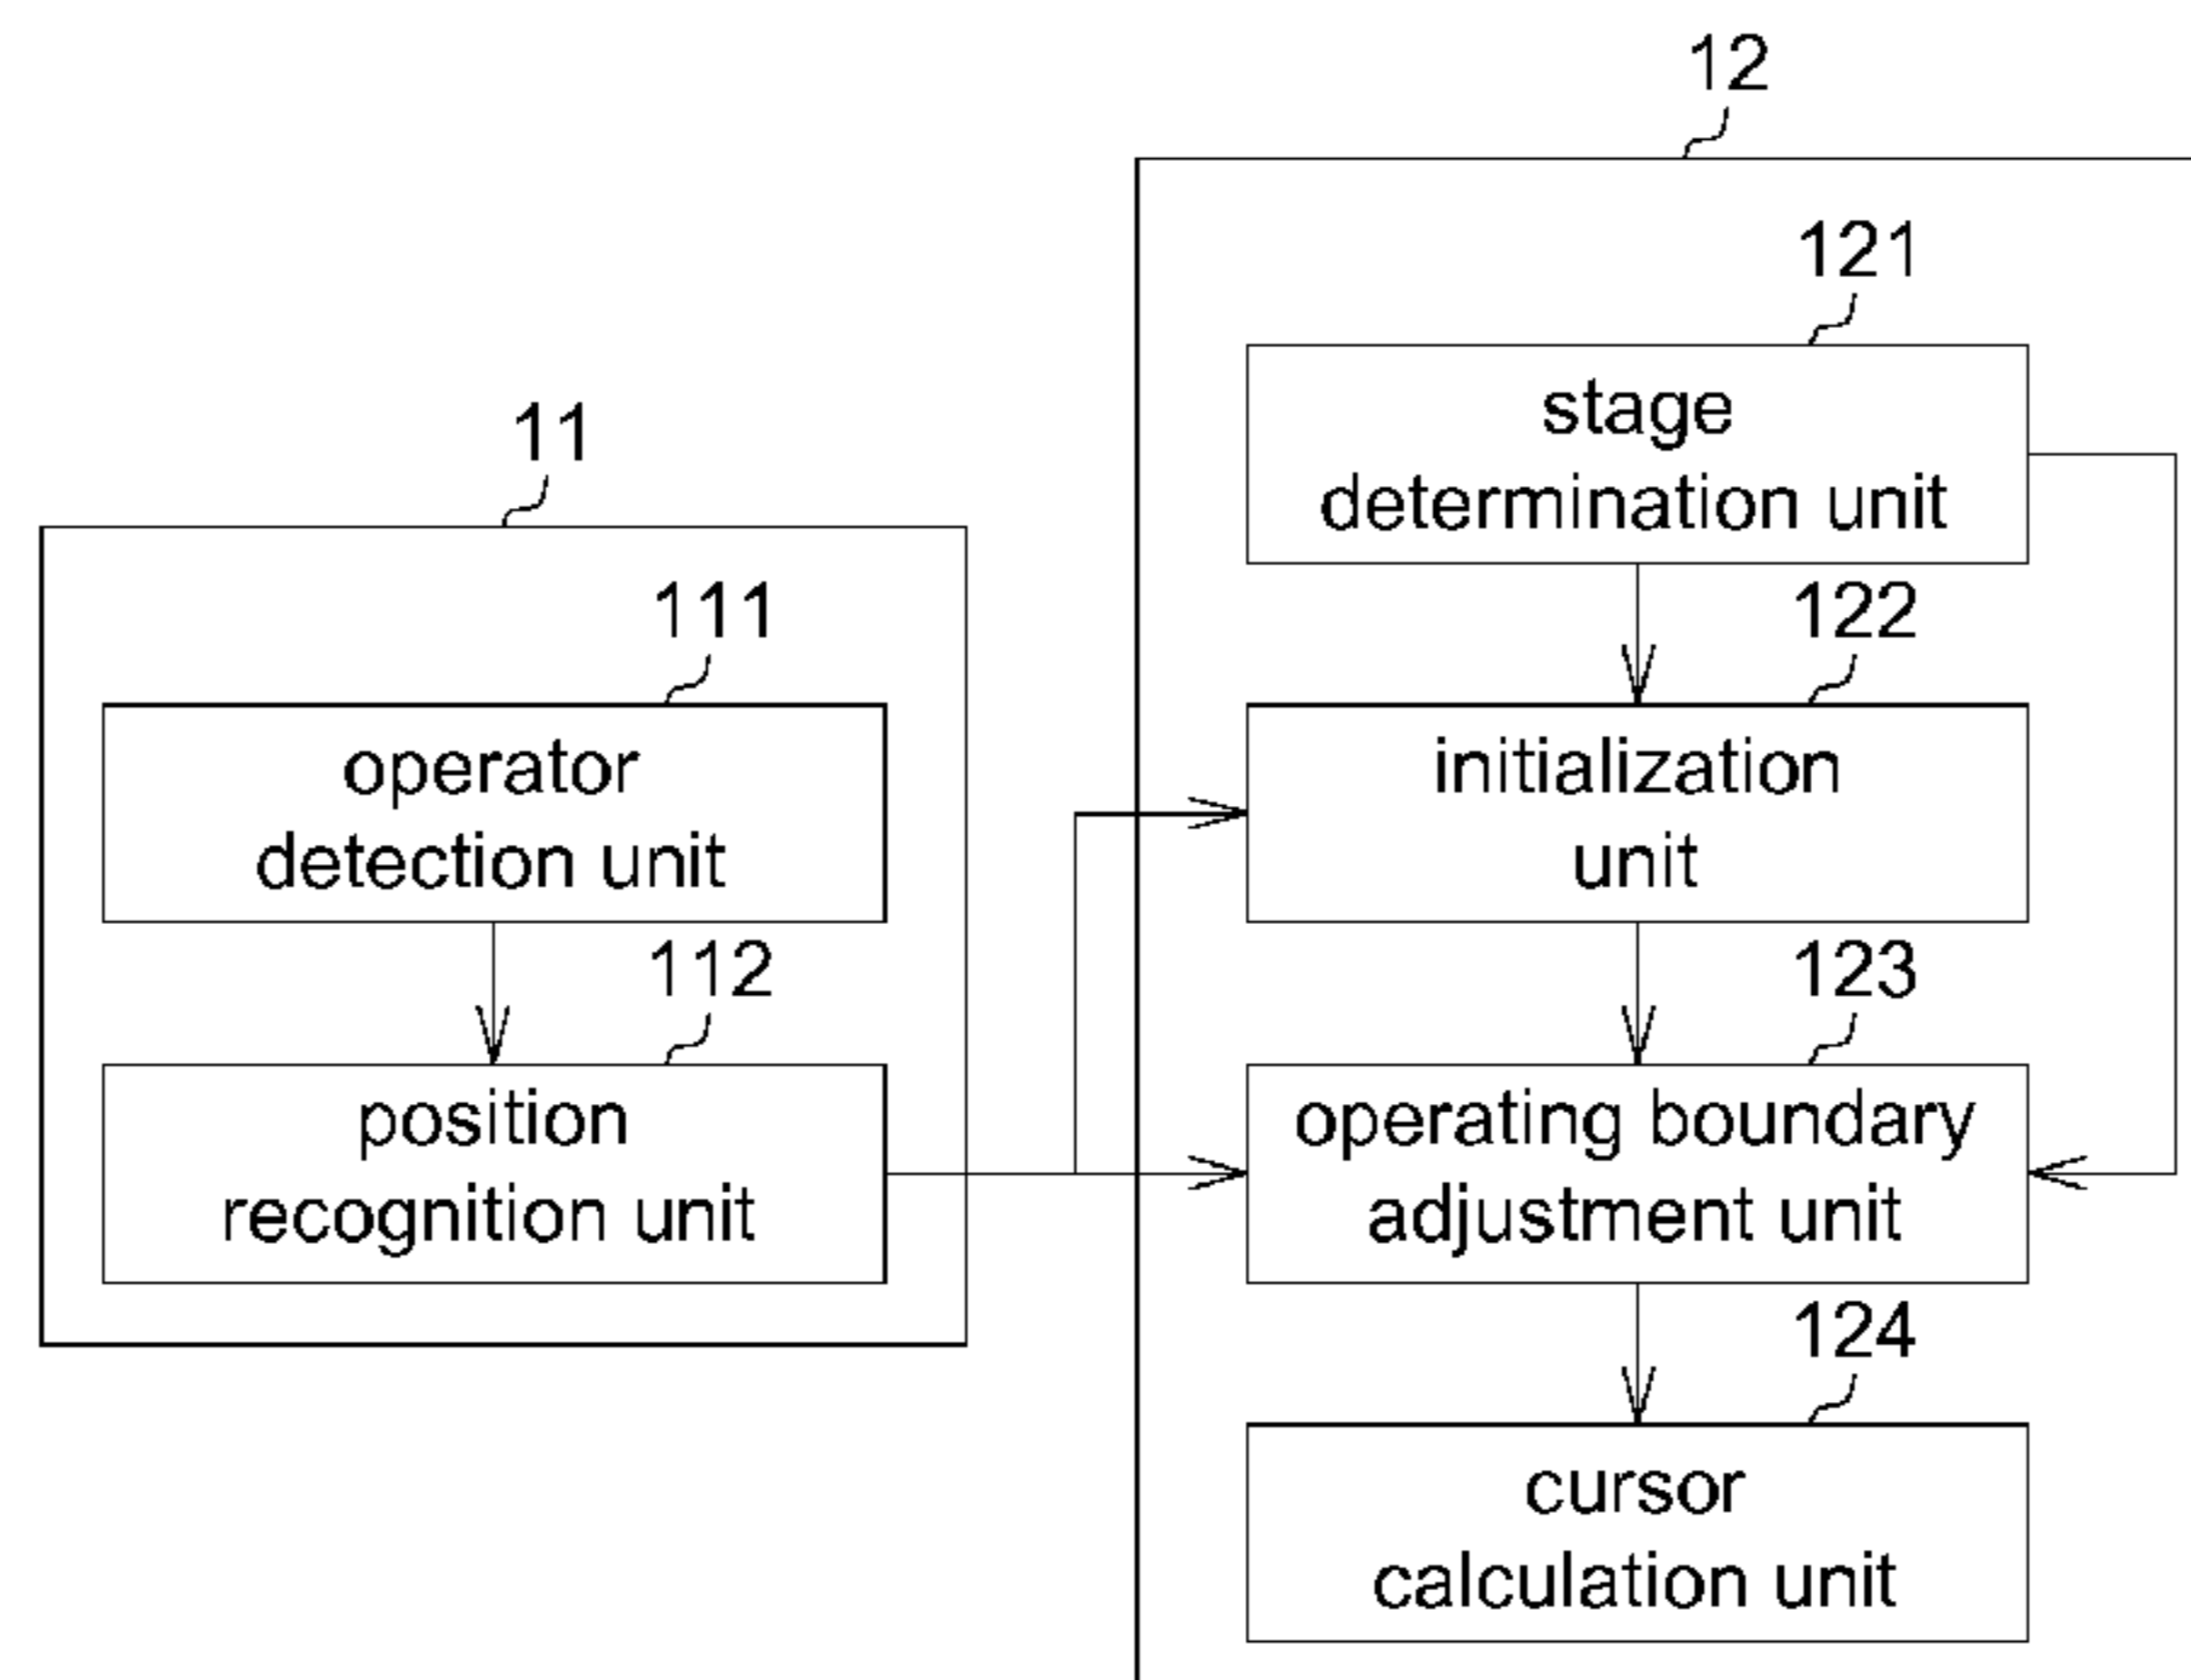 12
121
stage
determination unit
11
122
111
initialization
unit
operator
detection unit
123
112
operating boundary
adjustment unit
position
recognition unit
124
cursor
calculation unit